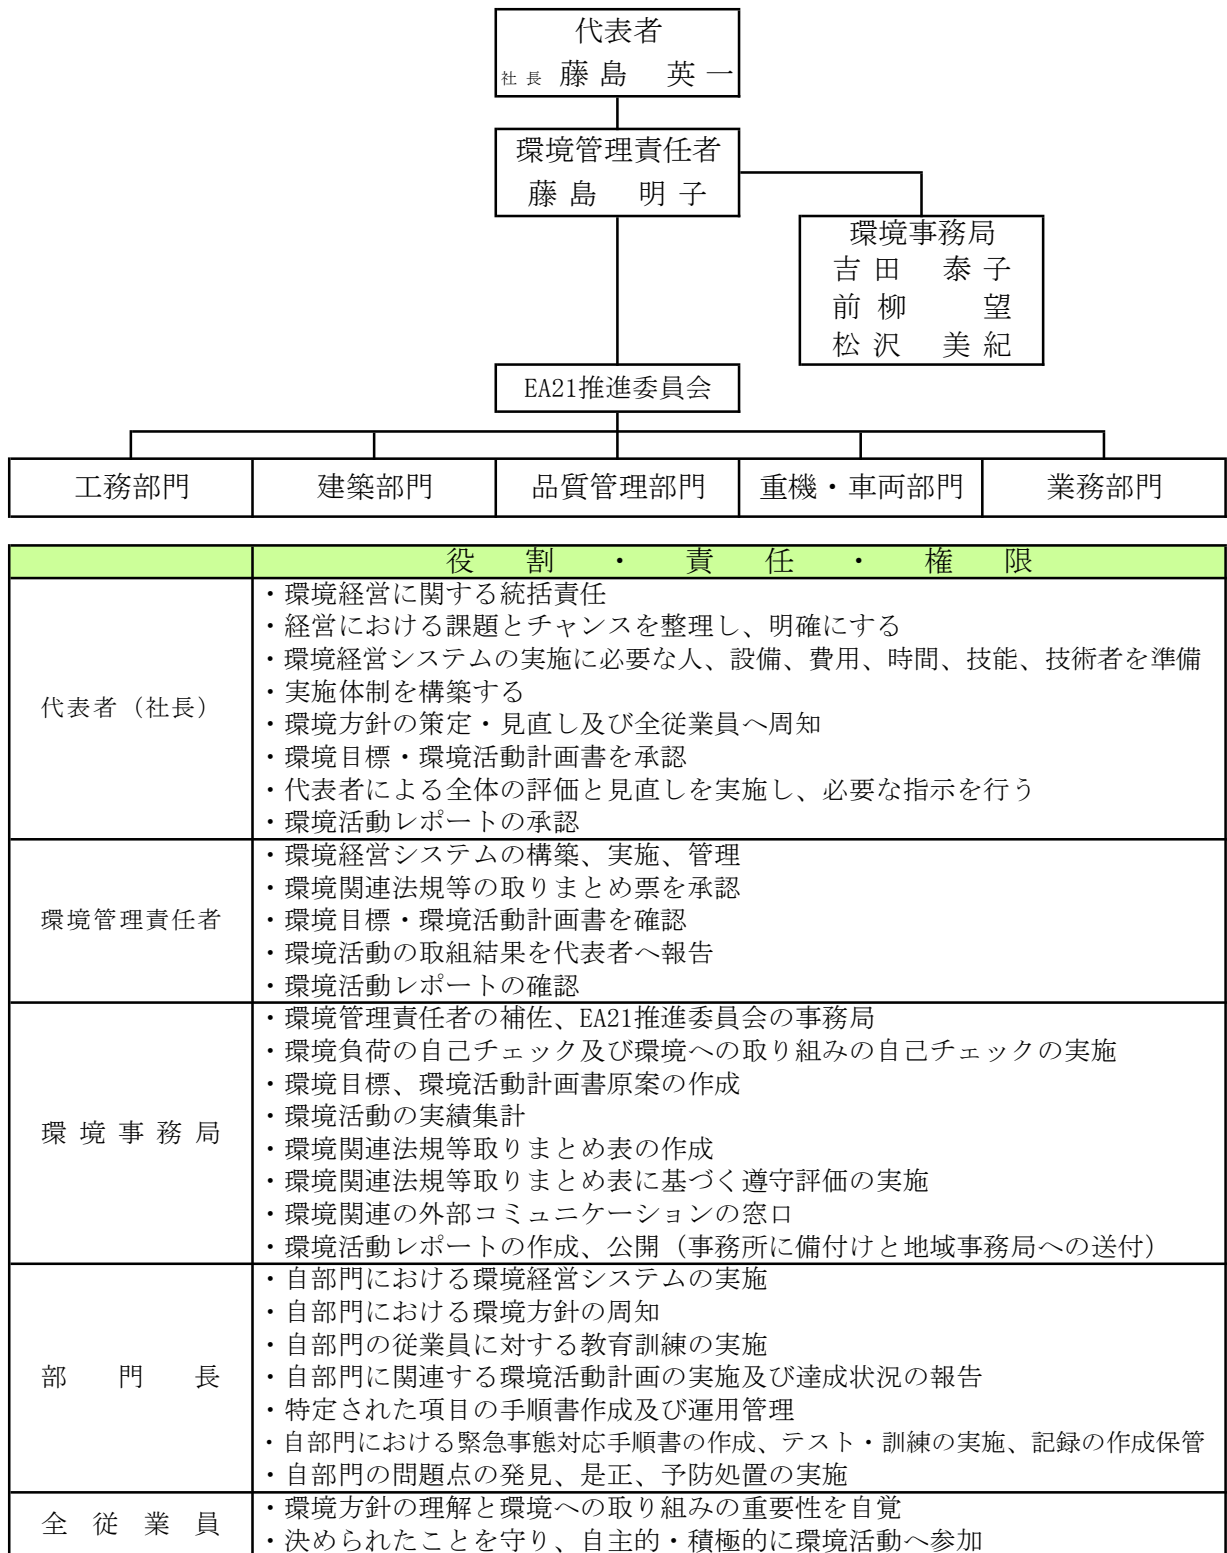 代表者
社長 藤島 英一
環境管理責任者
藤島 明子
環境事務局
吉田 泰子
前柳 望
松沢 美紀
EA21推進委員会
工務部門 建築部門 品質管理部門 重機・車両部門 業務部門
役割・責任・権限
代表者（社長）
・環境経営に関する統括責任
・経営における課題とチャンスを整理し、明確にする
・環境経営システムの実施に必要な人、設備、費用、時間、技能、技術者を準備
・実施体制を構築する
・環境方針の策定・見直し及び全従業員へ周知
・環境目標・環境活動計画書を承認
・代表者による全体の評価と見直しを実施し、必要な指示を行う
・環境活動レポートの承認
環境管理責任者
・環境経営システムの構築、実施、管理
・環境関連法規等の取りまとめ票を承認
・環境目標・環境活動計画書を確認
・環境活動の取組結果を代表者へ報告
・環境活動レポートの確認
環境事務局
・環境管理責任者の補佐、EA21推進委員会の事務局
・環境負荷の自己チェック及び環境への取り組みの自己チェックの実施
・環境目標、環境活動計画書原案の作成
・環境活動の実績集計
・環境関連法規等取りまとめ表の作成
・環境関連法規等取りまとめ表に基づく遵守評価の実施
・環境関連の外部コミュニケーションの窓口
・環境活動レポートの作成、公開（事務所に備付けと地域事務局への送付）
部門長
・自部門における環境経営システムの実施
・自部門における環境方針の周知
・自部門の従業員に対する教育訓練の実施
・自部門に関連する環境活動計画の実施及び達成状況の報告
・特定された項目の手順書作成及び運用管理
・自部門における緊急事態対応手順書の作成、テスト・訓練の実施、記録の作成保管
・自部門の問題点の発見、是正、予防処置の実施
全従業員
・環境方針の理解と環境への取り組みの重要性を自覚
・決められたことを守り、自主的・積極的に環境活動へ参加